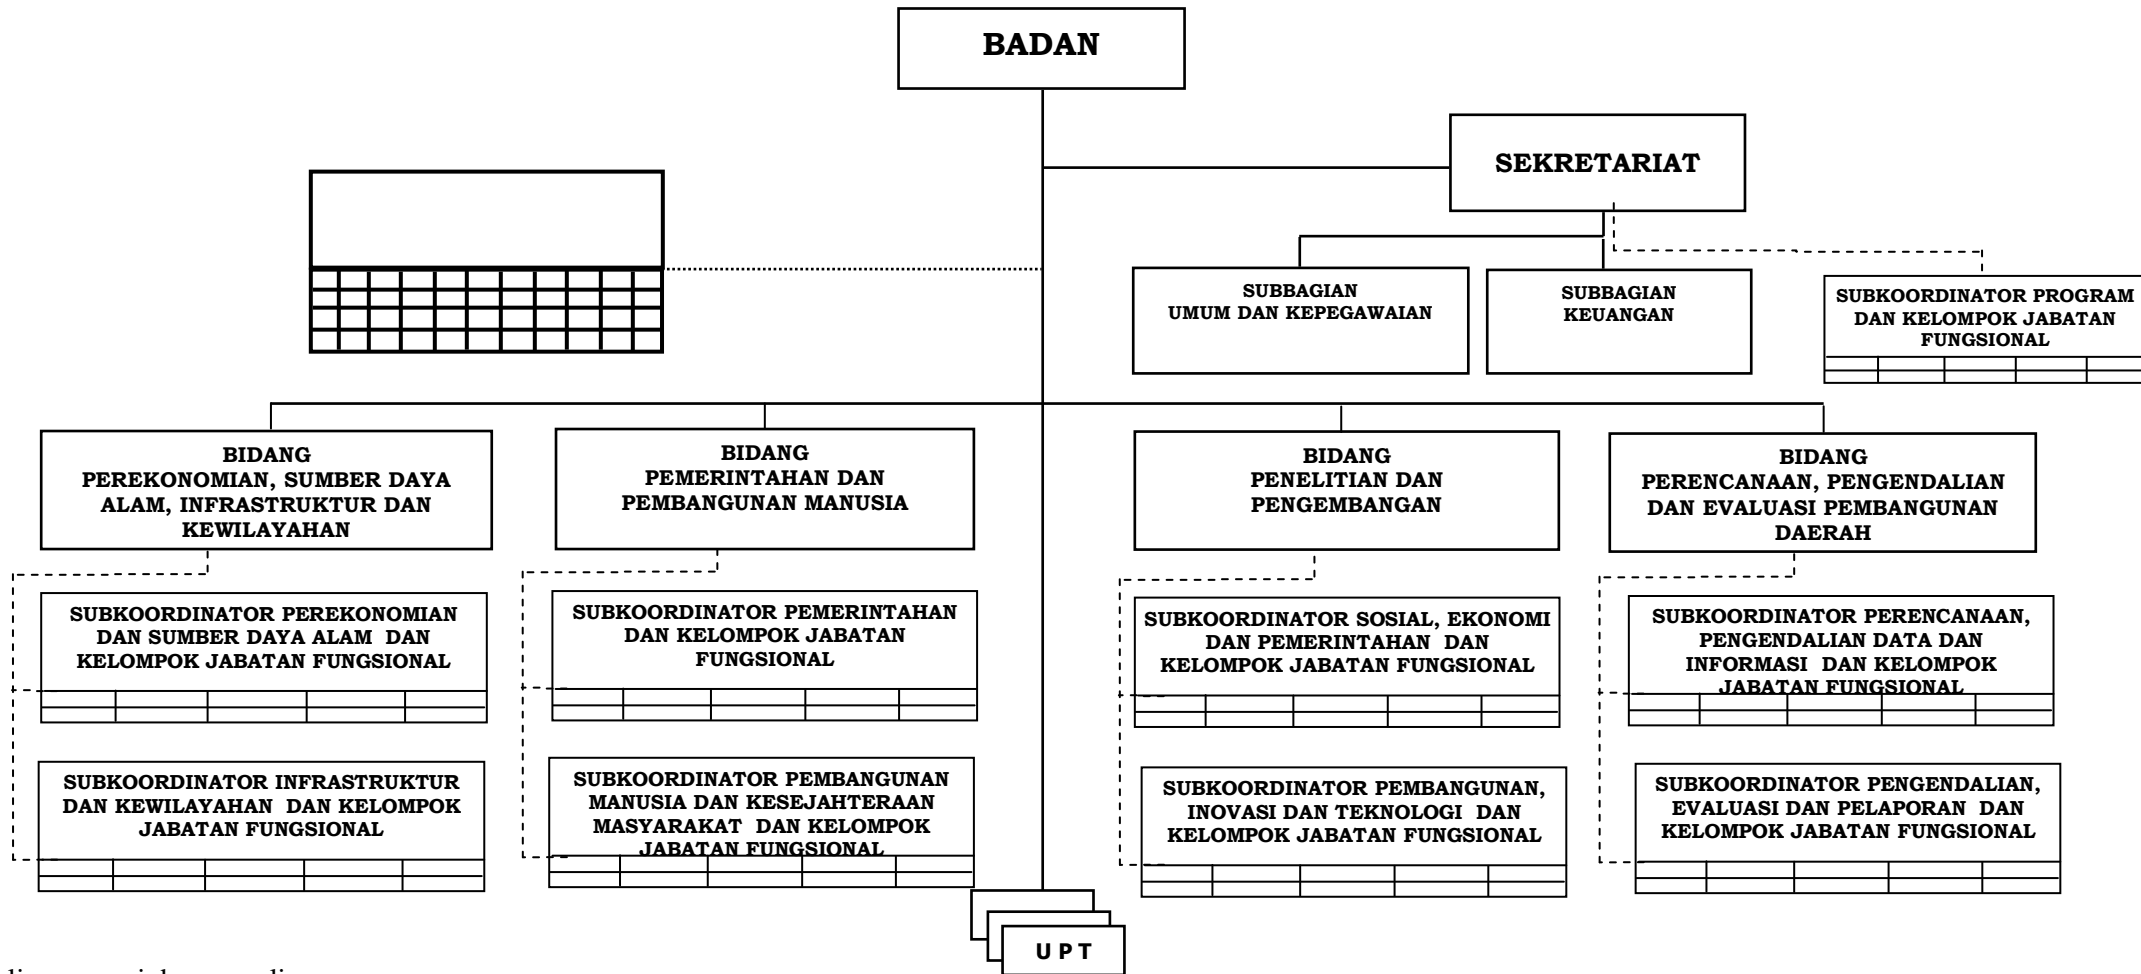 BADAN
SEKRETARIAT
SUBBAGIAN
UMUM DAN KEPEGAWAIAN
SUBBAGIAN
KEUANGAN
SUBKOORDINATOR PROGRAM
DAN KELOMPOK JABATAN
FUNGSIONAL
BIDANG
PEREKONOMIAN, SUMBER DAYA
ALAM, INFRASTRUKTUR DAN
KEWILAYAHAN
BIDANG
PEMERINTAHAN DAN
PEMBANGUNAN MANUSIA
BIDANG
PENELITIAN DAN
PENGEMBANGAN
BIDANG
PERENCANAAN, PENGENDALIAN
DAN EVALUASI PEMBANGUNAN
DAERAH
SUBKOORDINATOR PEREKONOMIAN
DAN SUMBER DAYA ALAM DAN
KELOMPOK JABATAN FUNGSIONAL
SUBKOORDINATOR PEMERINTAHAN
DAN KELOMPOK JABATAN
FUNGSIONAL
SUBKOORDINATOR SOSIAL, EKONOMI
DAN PEMERINTAHAN DAN
KELOMPOK JABATAN FUNGSIONAL
SUBKOORDINATOR PERENCANAAN,
PENGENDALIAN DATA DAN
INFORMASI DAN KELOMPOK
JABATAN FUNGSIONAL
SUBKOORDINATOR INFRASTRUKTUR
DAN KEWILAYAHAN DAN KELOMPOK
JABATAN FUNGSIONAL
SUBKOORDINATOR PEMBANGUNAN
MANUSIA DAN KESEJAHTERAAN
MASYARAKAT DAN KELOMPOK
JABATAN FUNGSIONAL
SUBKOORDINATOR PEMBANGUNAN,
INOVASI DAN TEKNOLOGI DAN
KELOMPOK JABATAN FUNGSIONAL
SUBKOORDINATOR PENGENDALIAN,
EVALUASI DAN PELAPORAN DAN
KELOMPOK JABATAN FUNGSIONAL
U P T